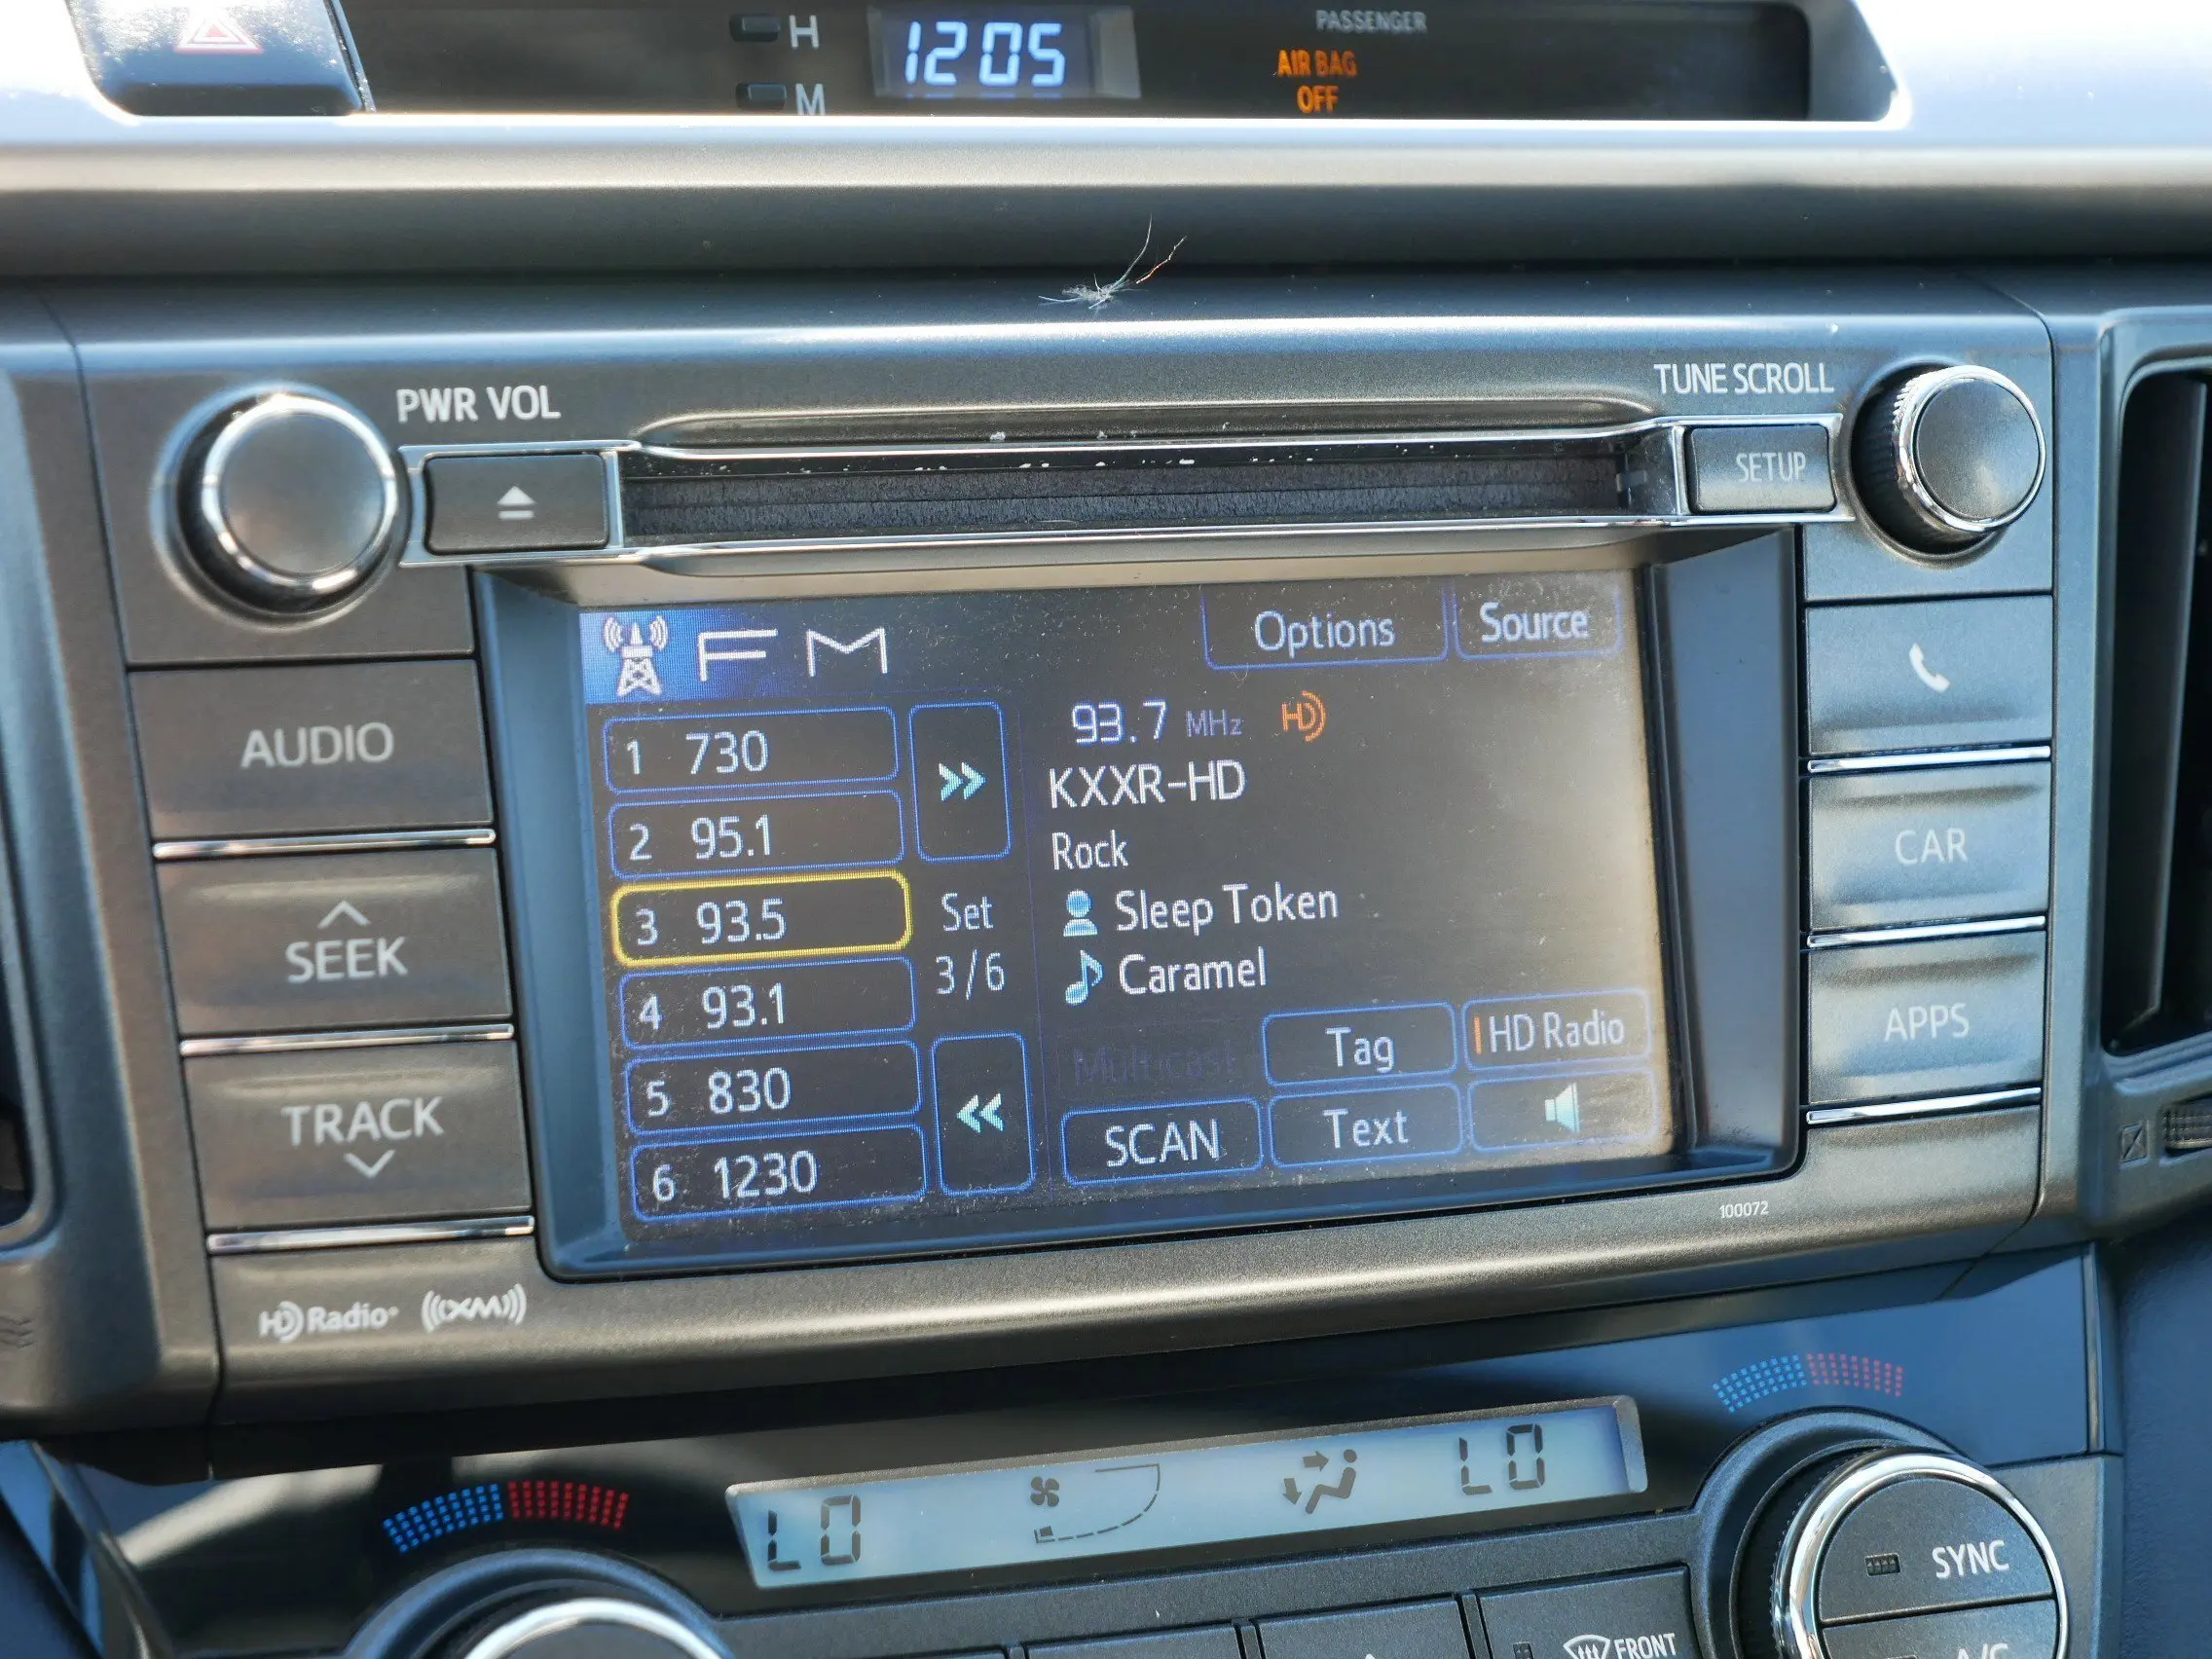 H
1205
M
PASSENGER
AIR BAG
OFF
PWR VOL
TUNE SCROLL
SETUP
AUDIO
SEEK
TRACK
HD Radio
((XM))
FM
Options
Source
1 730
2 95.1
3 93.5
4 93.1
5 830
6 1230
Set
3/6
93.7 MHz HD
KXXR-HD
Rock
Sleep Token
Caramel
Multicast
Tag
HD Radio
SCAN
Text
CAR
APPS
100072
LO
LO
SYNC
A/C
FRONT